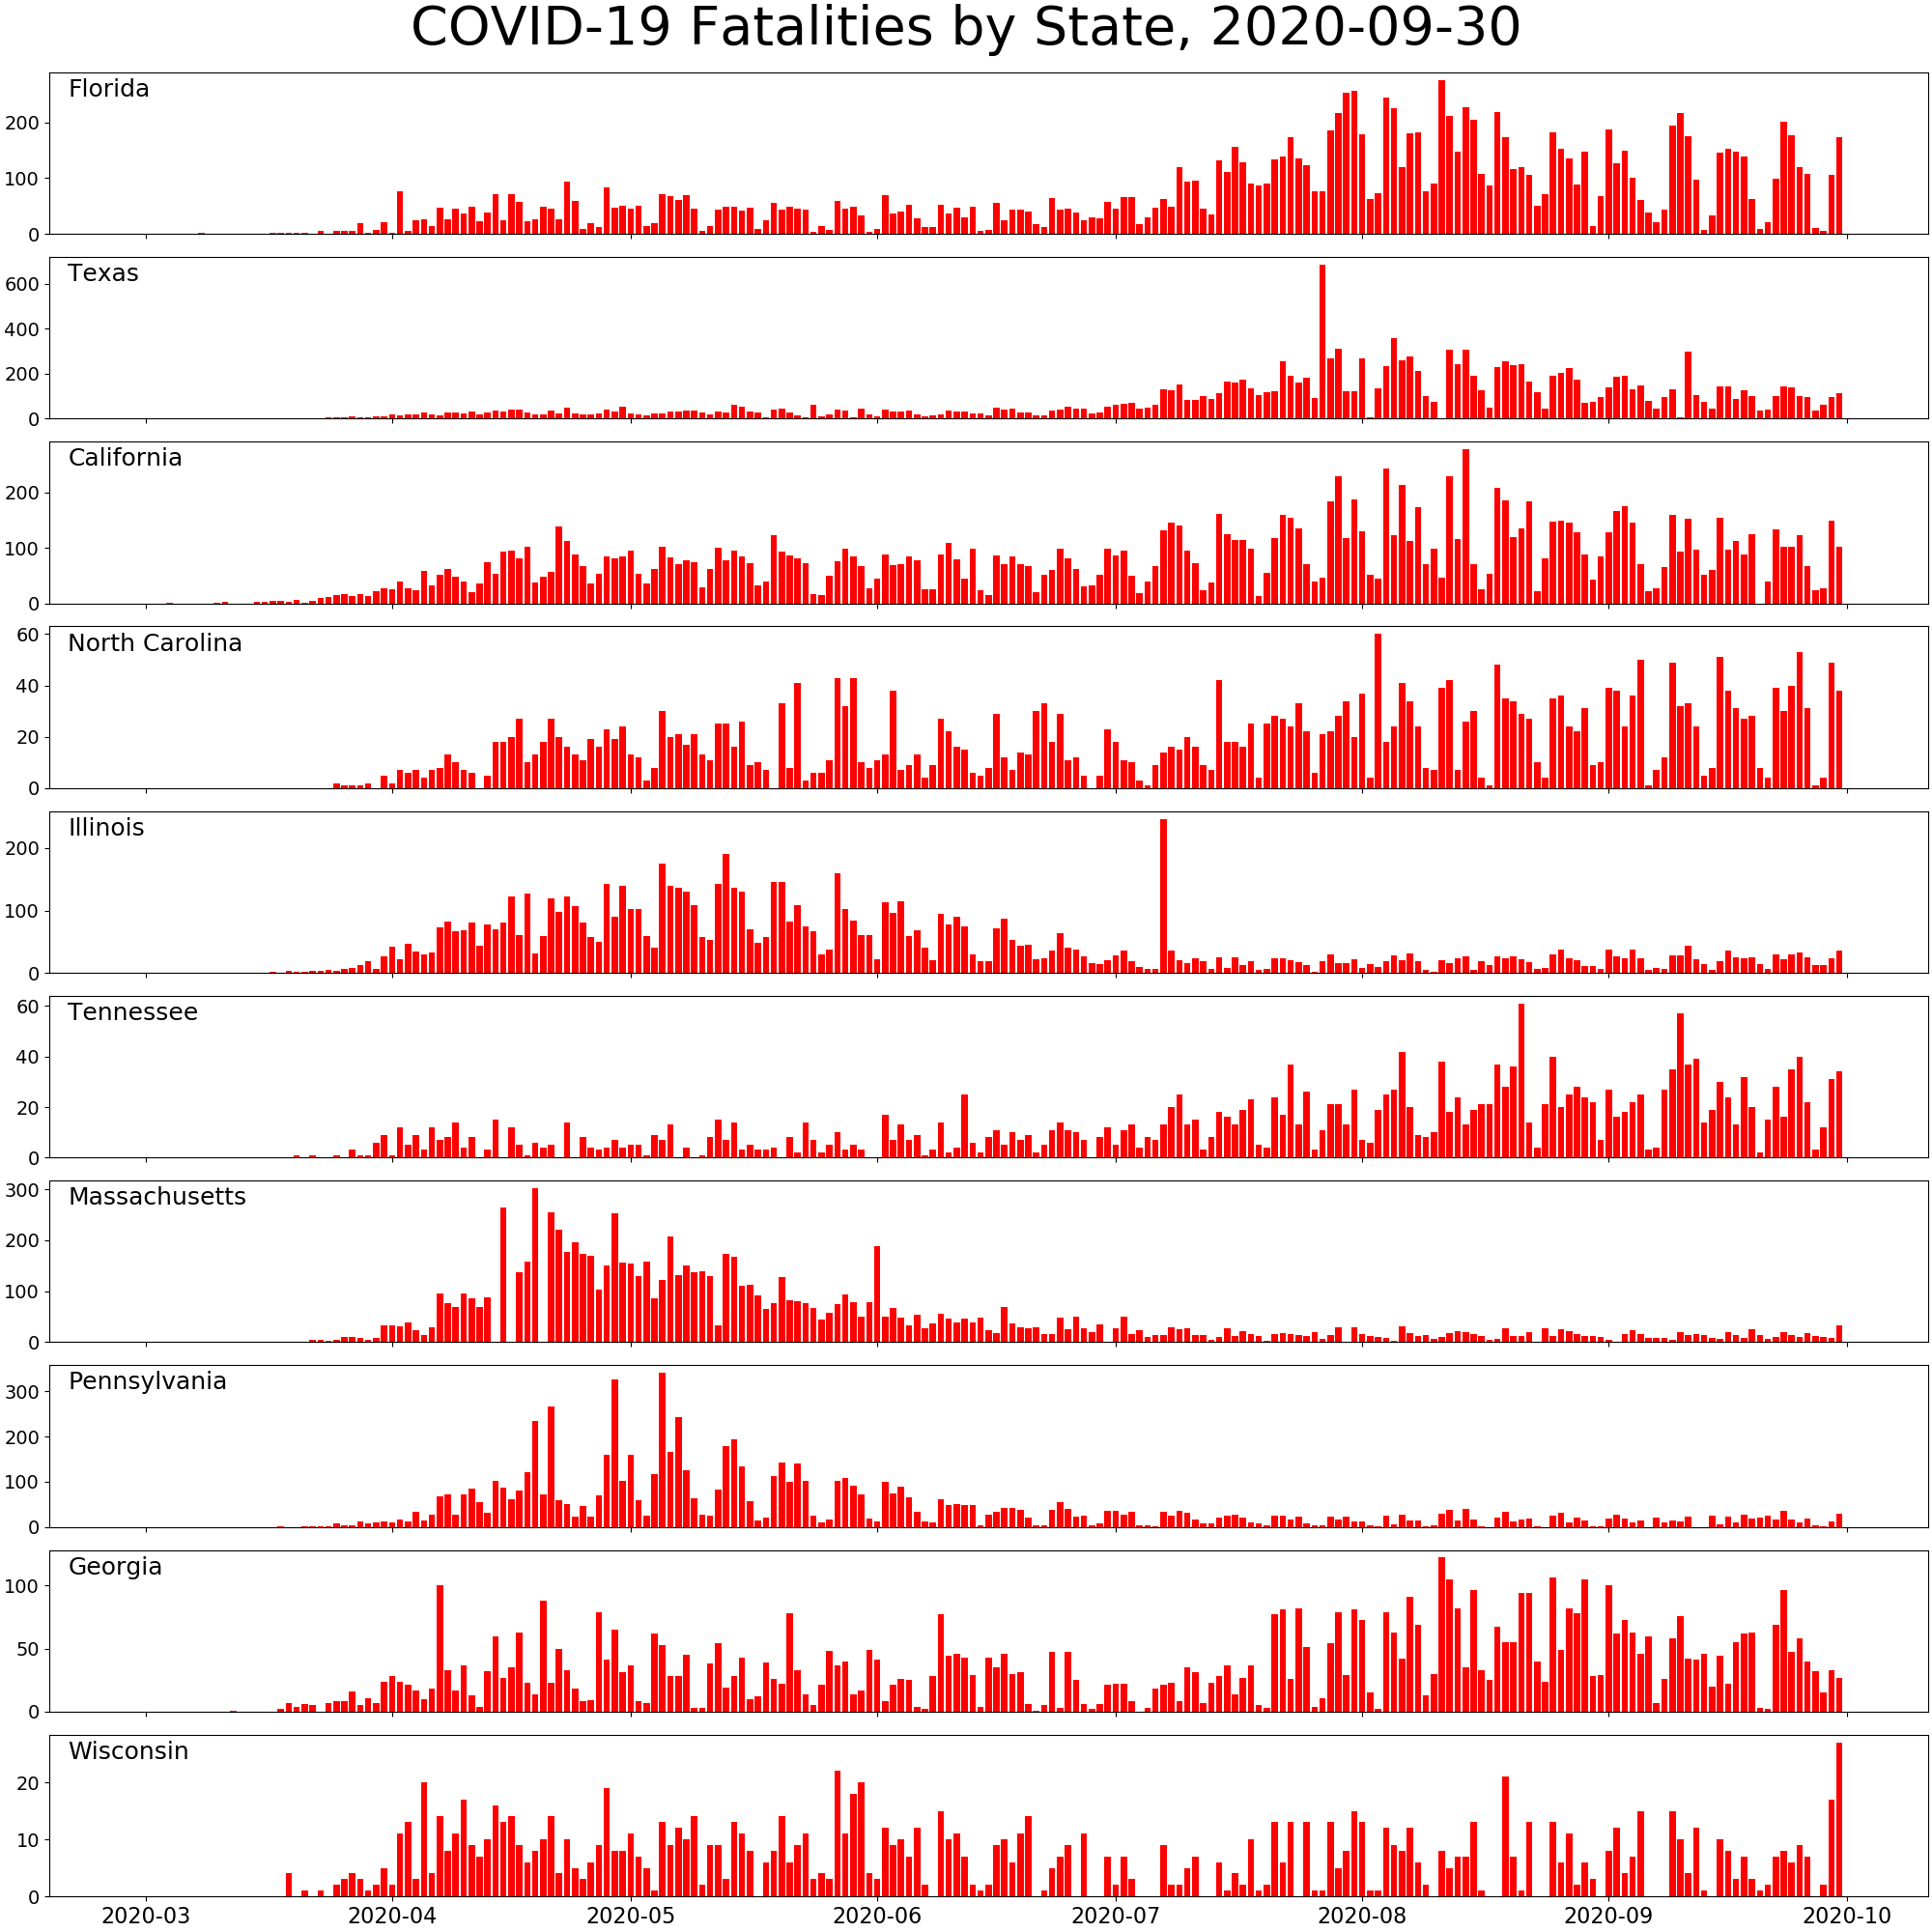 COVID-19 Fatalities by State, 2020-09-30
Florida
200
100
0
Texas
600
400
200
0
California
200
100
0
North Carolina
60
40
20
0
Illinois
200
100
0
Tennessee
60
40
20
0
Massachusetts
300
200
100
0
Pennsylvania
300
200
100
0
Georgia
100
50
0
Wisconsin
20
10
0
2020-03 2020-04 2020-05 2020-06 2020-07 2020-08 2020-09 2020-10